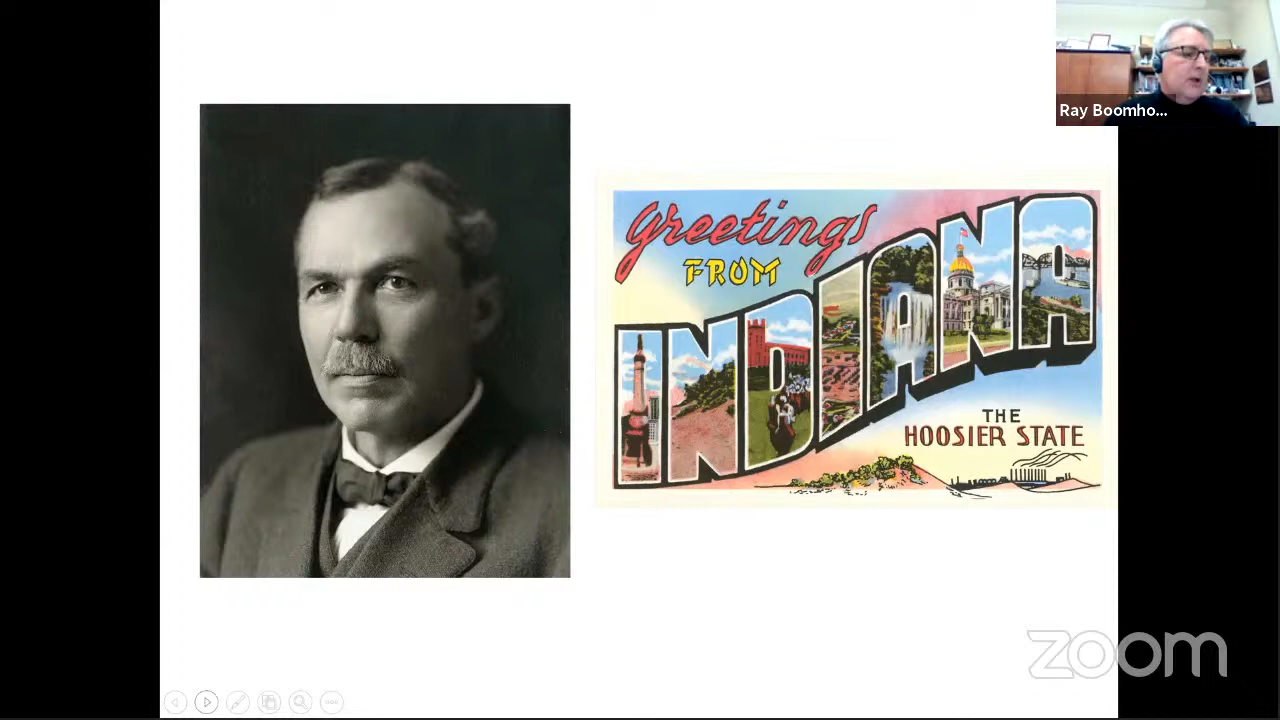 Ray Boomho...
Greetings
FROM
INDIANA
THE
HOOSIER STATE
zoom